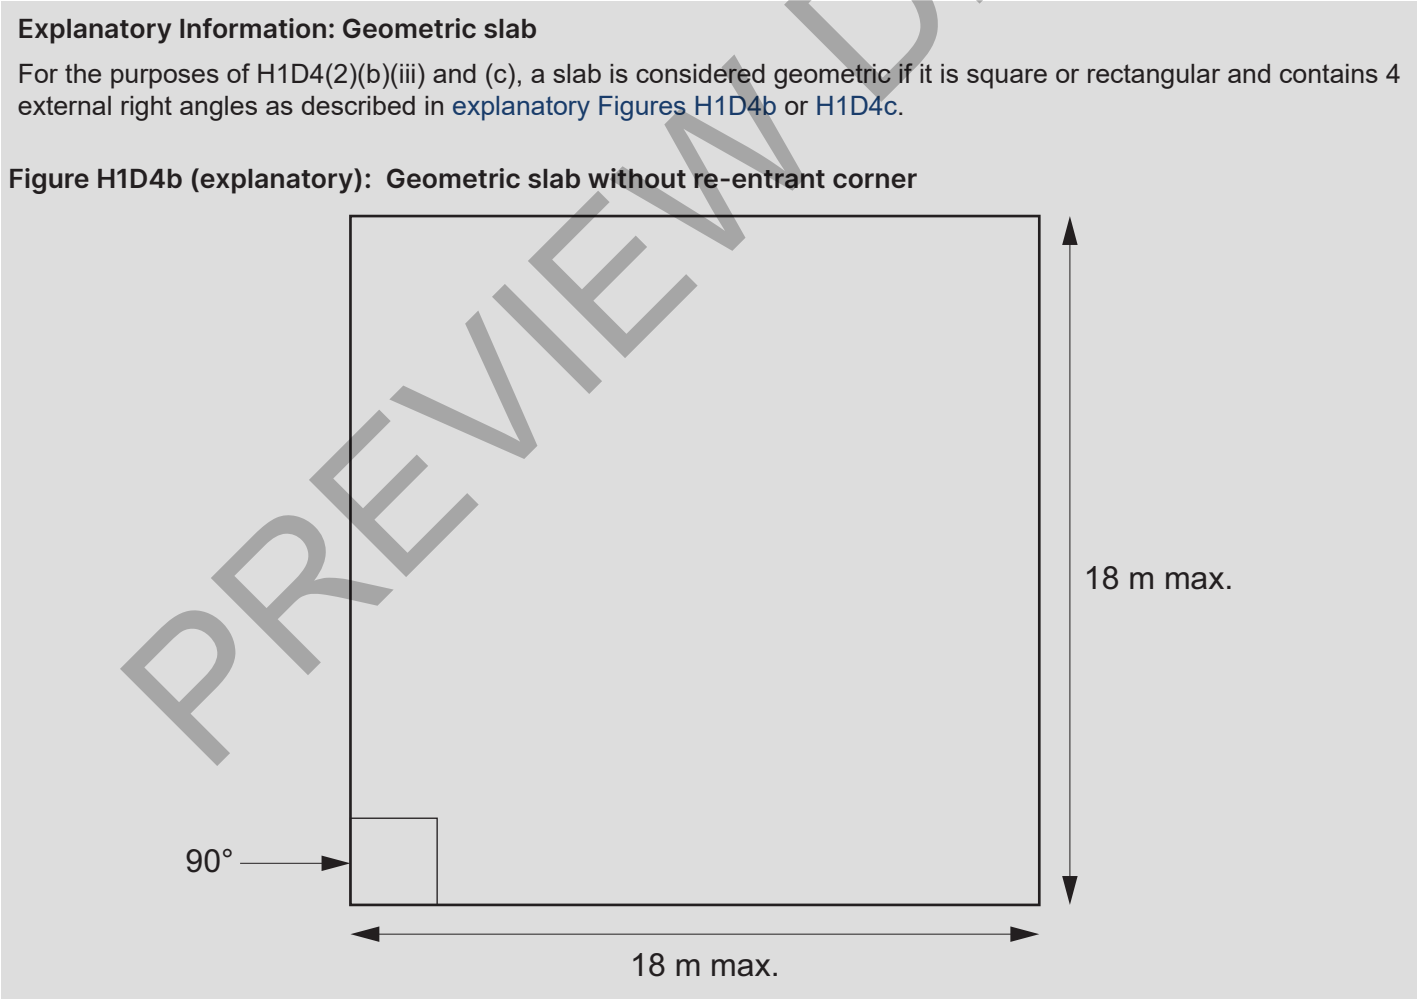 Explanatory Information: Geometric slab
For the purposes of H1D4(2)(b)(iii) and (c), a slab is considered geometric if it is square or rectangular and contains 4
external right angles as described in explanatory Figures H1D4b or H1D4c.
Figure H1D4b (explanatory): Geometric slab without re-entrant corner
PREVIEW D
18 m max.
90°
18 m max.